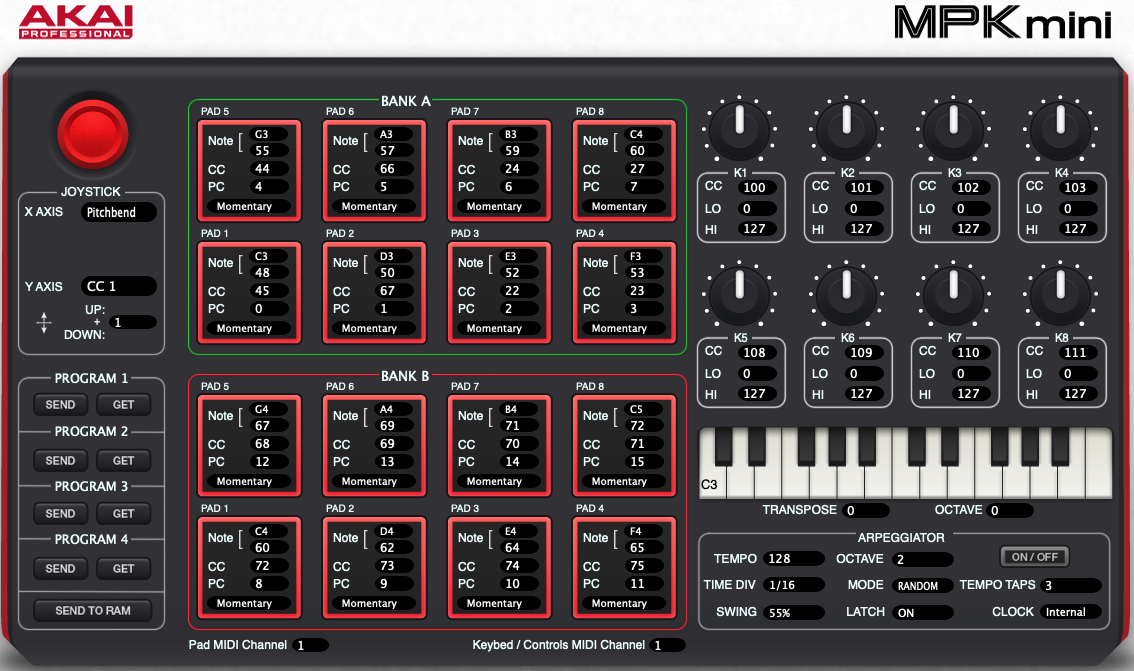 AKAI
PROFESSIONAL
MPK mini
JOYSTICK
X AXIS Pitchbend
Y AXIS CC 1
UP:
+ 1
DOWN:
PROGRAM 1
SEND GET
PROGRAM 2
SEND GET
PROGRAM 3
SEND GET
PROGRAM 4
SEND GET
SEND TO RAM
BANK A
PAD 5 PAD 6 PAD 7 PAD 8
Note [ G3 Note [ A3 Note [ B3 Note [ C4
55 57 59 60
CC 44 CC 66 CC 24 CC 27
PC 4 PC 5 PC 6 PC 7
Momentary Momentary Momentary Momentary
PAD 1 PAD 2 PAD 3 PAD 4
Note [ C3 Note [ D3 Note [ E3 Note [ F3
48 50 52 53
CC 45 CC 67 CC 22 CC 23
PC 0 PC 1 PC 2 PC 3
Momentary Momentary Momentary Momentary
BANK B
PAD 5 PAD 6 PAD 7 PAD 8
Note [ G4 Note [ A4 Note [ B4 Note [ C5
67 69 71 72
CC 68 CC 69 CC 70 CC 71
PC 12 PC 13 PC 14 PC 15
Momentary Momentary Momentary Momentary
PAD 1 PAD 2 PAD 3 PAD 4
Note [ C4 Note [ D4 Note [ E4 Note [ F4
60 62 64 65
CC 72 CC 73 CC 74 CC 75
PC 8 PC 9 PC 10 PC 11
Momentary Momentary Momentary Momentary
Pad MIDI Channel 1 Keybed / Controls MIDI Channel 1
K1 K2 K3 K4
CC 100 CC 101 CC 102 CC 103
LO 0 LO 0 LO 0 LO 0
HI 127 HI 127 HI 127 HI 127
K5 K6 K7 K8
CC 108 CC 109 CC 110 CC 111
LO 0 LO 0 LO 0 LO 0
HI 127 HI 127 HI 127 HI 127
C3
TRANSPOSE 0 OCTAVE 0
ARPEGGIATOR
TEMPO 128 OCTAVE 2 ON / OFF
TIME DIV 1/16 MODE RANDOM TEMPO TAPS 3
SWING 55% LATCH ON CLOCK Internal